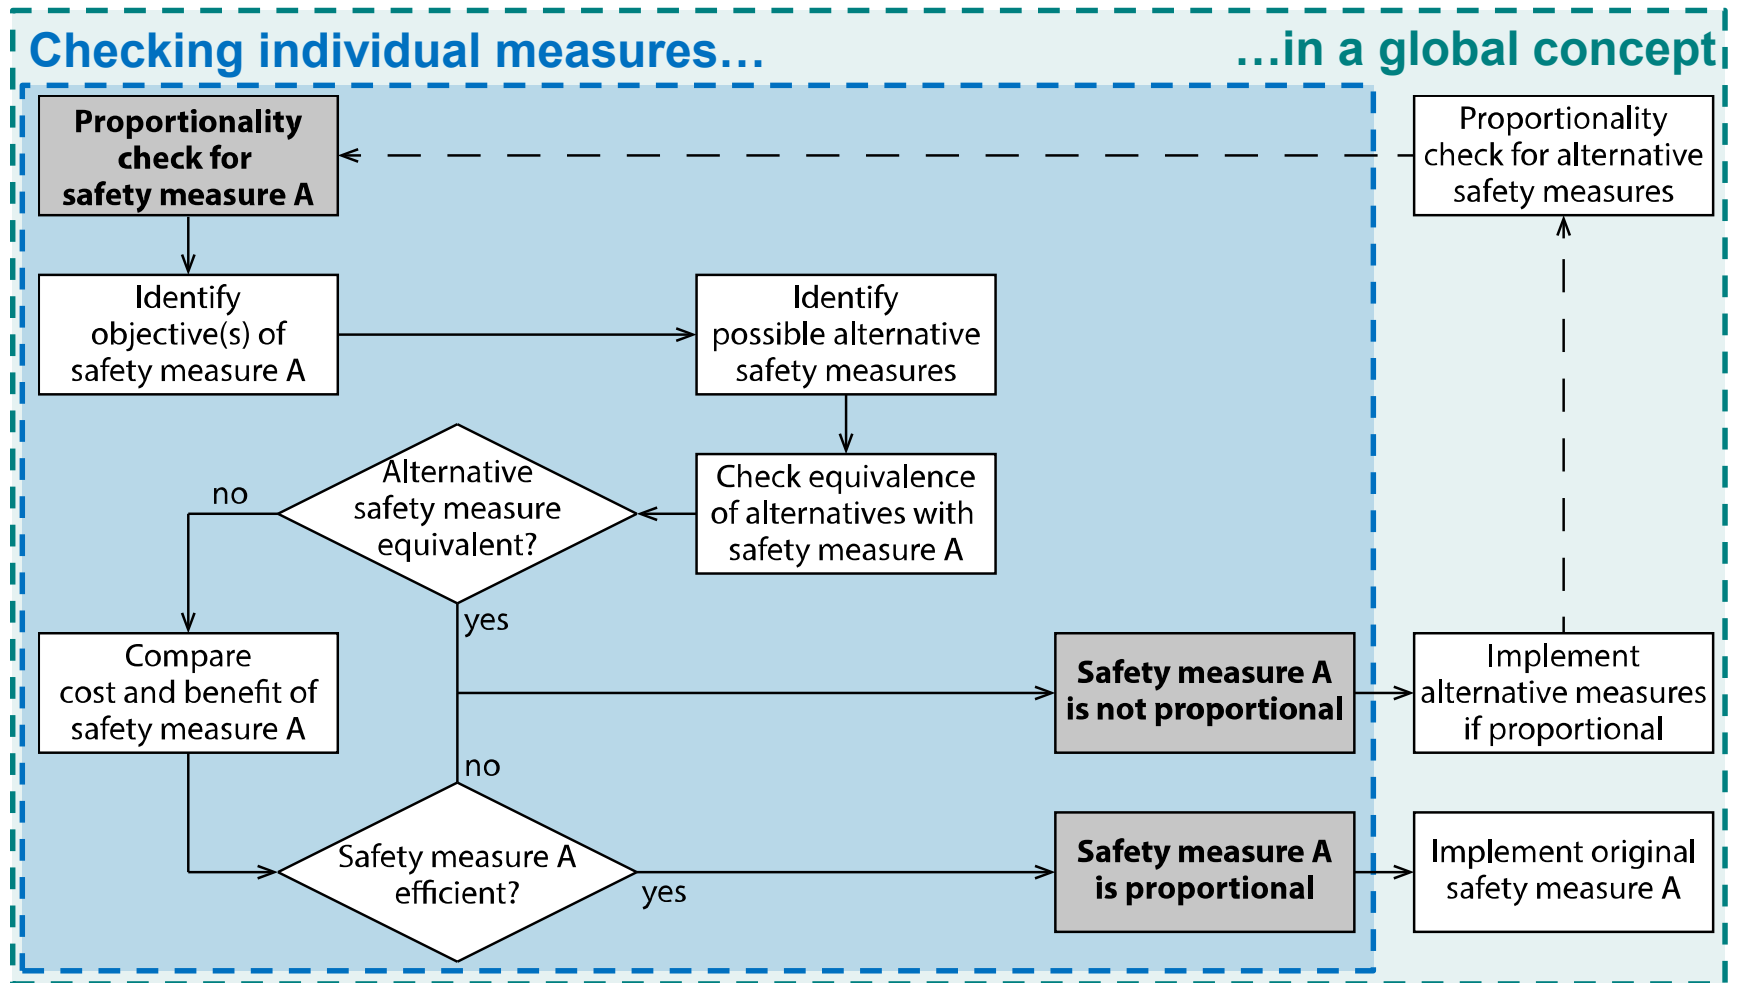 Checking individual measures…
…in a global concept
Proportionality
check for
safety measure A
Proportionality
check for alternative
safety measures
Identify
objective(s) of
safety measure A
Identify
possible alternative
safety measures
Alternative
safety measure
equivalent?
no
yes
Check equivalence
of alternatives with
safety measure A
Compare
cost and benefit of
safety measure A
Safety measure A
is not proportional
Implement
alternative measures
if proportional
no
Safety measure A
efficient?
yes
Safety measure A
is proportional
Implement original
safety measure A